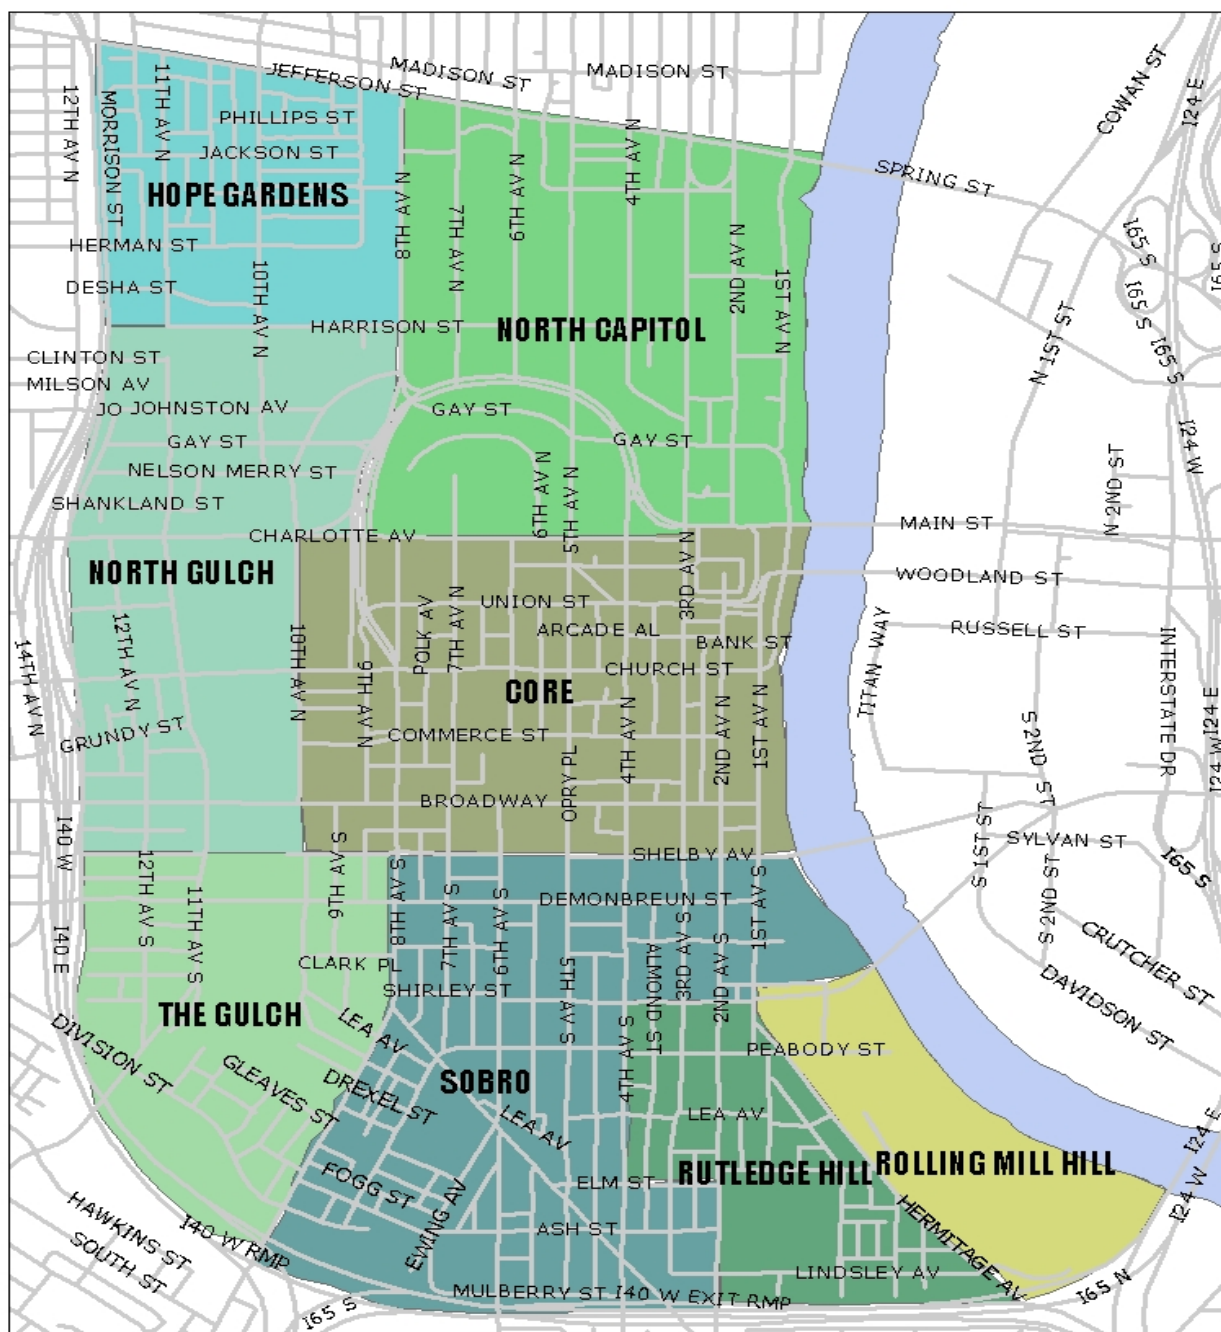 MADISON ST
MADISON ST
JEFFERSON ST
COWAN ST
I24 E
12TH AV N
MORRISON ST
11TH AV N
PHILLIPS ST
JACKSON ST
4TH AV N
SPRING ST
HOPE GARDENS
8TH AV N
7TH AV N
6TH AV N
2ND AV N
1ST AV N
I65 S
I65 S
HERMAN ST
DESHA ST
10TH AV N
I65 S
I65 S
HARRISON ST
NORTH CAPITOL
N 1ST ST
CLINTON ST
MILSON AV
JO JOHNSTON AV
GAY ST
GAY ST
GAY ST
I24 W
NELSON MERRY ST
SHANKLAND ST
6TH AV N
5TH AV N
N 2ND ST
CHARLOTTE AV
MAIN ST
NORTH GULCH
3RD AV N
WOODLAND ST
UNION ST
POLK AV
7TH AV N
ARCADE AL
BANK ST
RUSSELL ST
12TH AV N
14TH AV N
10TH AV N
9TH AV N
CHURCH ST
TITAN WAY
INTERSTATE DR
CORE
4TH AV N
2ND AV N
1ST AV N
GRUNDY ST
COMMERCE ST
S 2ND ST
I24 E
I24 W
OPRY PL
BROADWAY
I40 W
SHELBY AV
S 1ST ST
SYLVAN ST
I65 S
12TH AV S
11TH AV S
9TH AV S
8TH AV S
7TH AV S
6TH AV S
DEMONBREUN ST
1ST AV S
S 2ND ST
I40 E
CLARK PL
5TH AV S
ALMOND ST
3RD AV S
2ND AV S
CRUTCHER ST
DAVIDSON ST
SHIRLEY ST
THE GULCH
LEA AV
4TH AV S
DIVISION ST
GLEAVES ST
DREXEL ST
SOBRO
PEABODY ST
LEA AV
LEA AV
I24 E
RUTLEDGE HILL
ROLLING MILL HILL
FOGG ST
ELM ST
I24 W
HAWKINS ST
SOUTH ST
I40 W RMP
EWING AV
ASH ST
HERMITAGE AV
LINDSLEY AV
MULBERRY ST
I40 W EXIT RMP
I65 N
I65 S